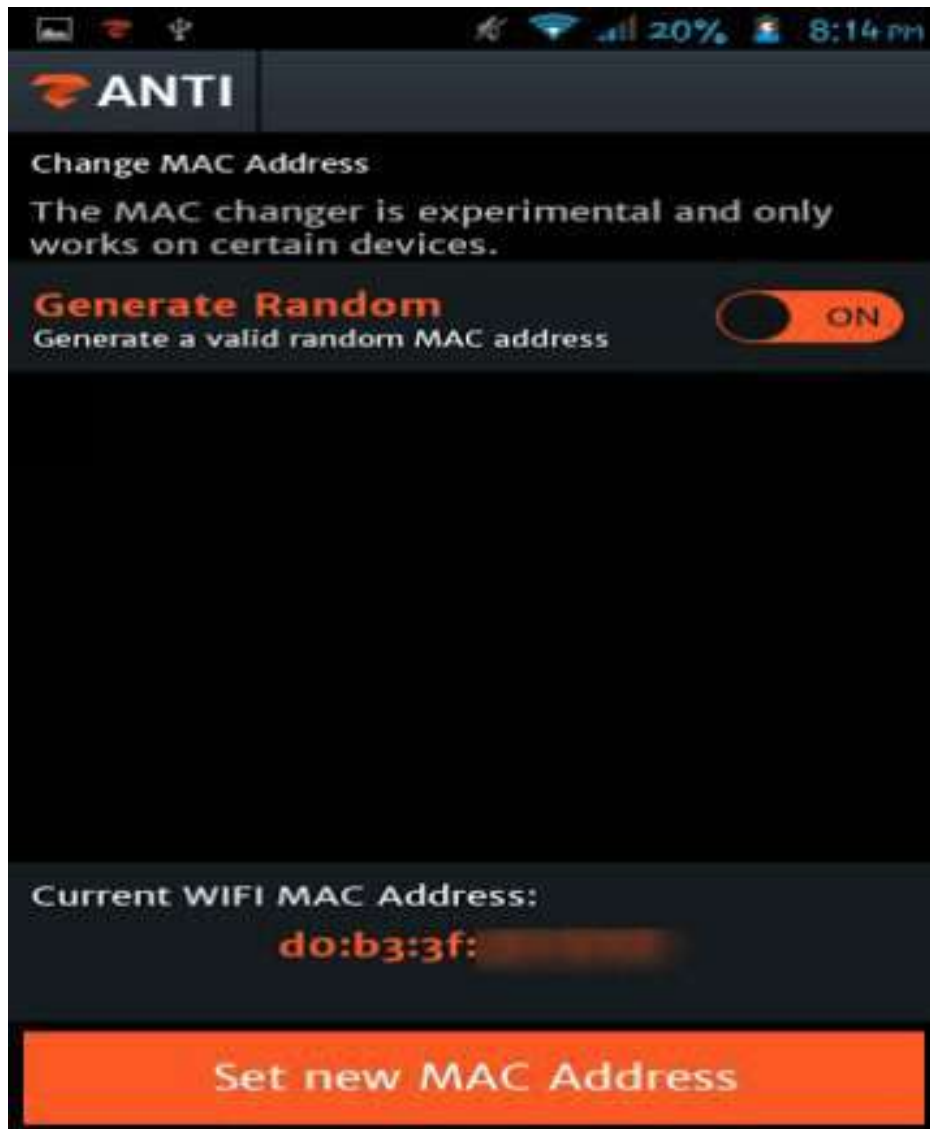 20% 8:14 PM
ANTI
Change MAC Address
The MAC changer is experimental and only
works on certain devices.
Generate Random
ON
Generate a valid random MAC address
Current WIFI MAC Address:
d0:b3:3f:
Set new MAC Address